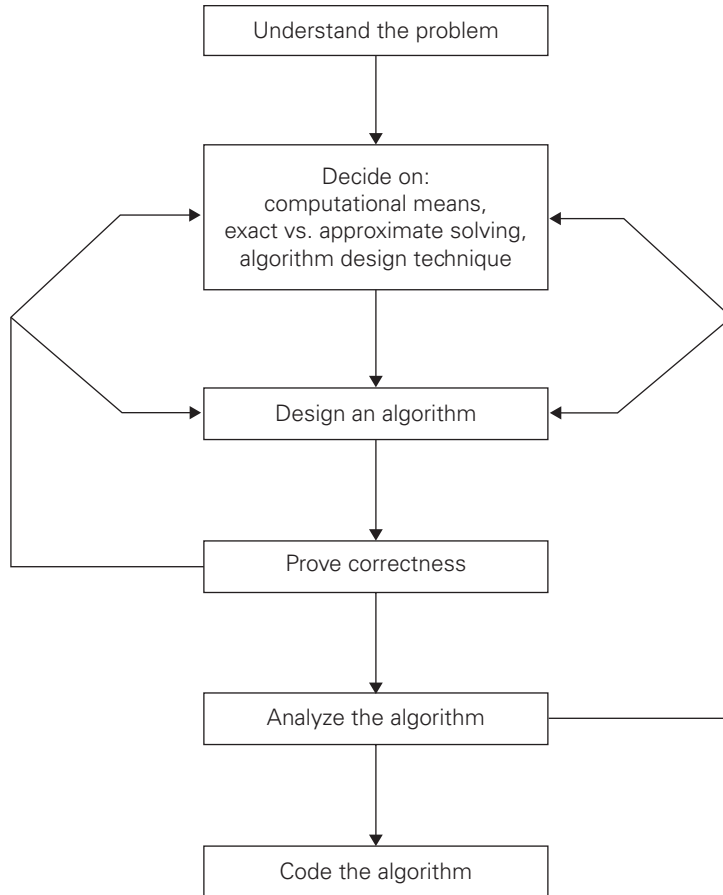 Understand the problem
Decide on:
computational means,
exact vs. approximate solving,
algorithm design technique
Design an algorithm
Prove correctness
Analyze the algorithm
Code the algorithm